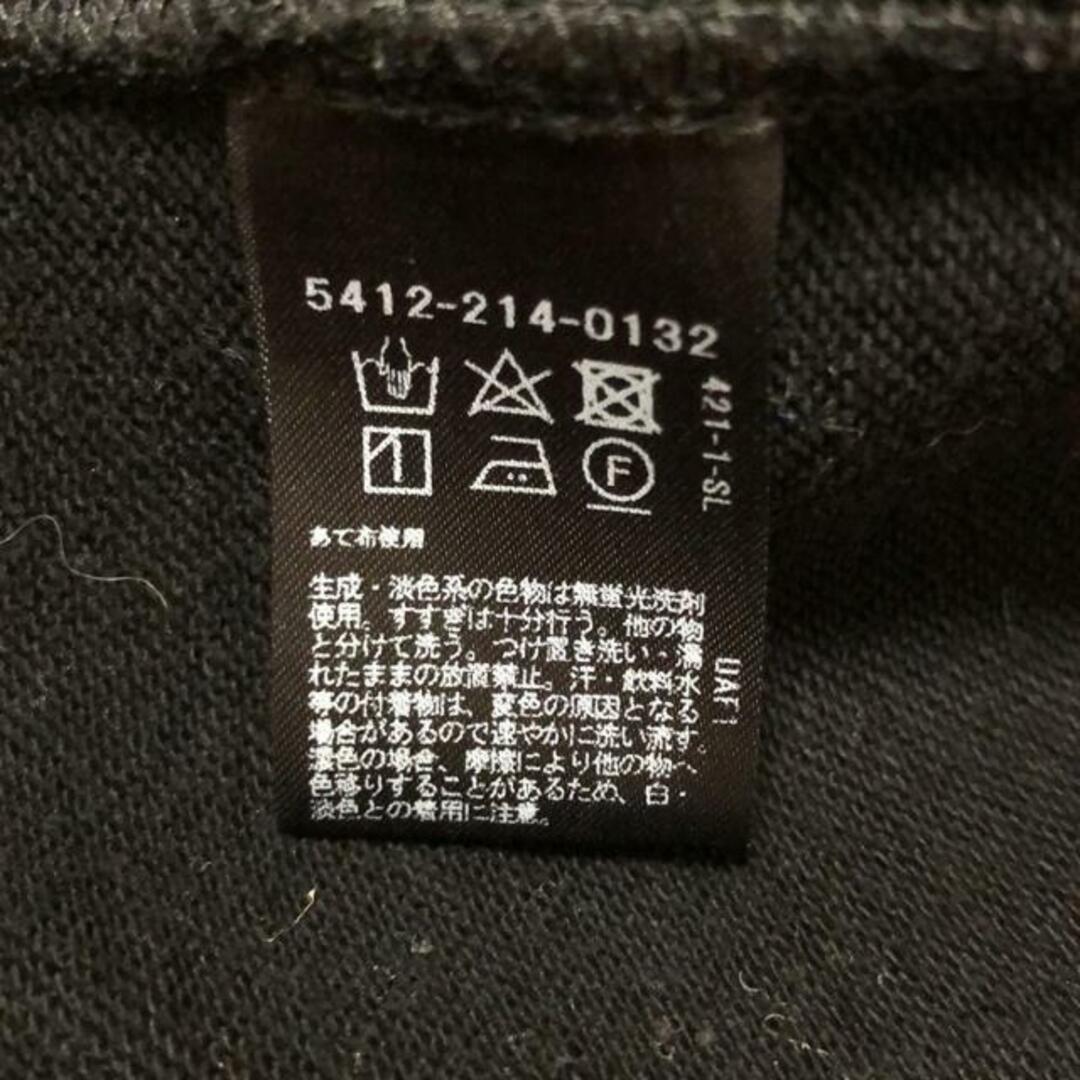 5412-214-0132
421-1-SL
F
あて布使用
生成・淡色系の色物は無蛍光洗剤
使用。すすぎは十分行う。他の物
と分けて洗う。つけ置き洗い・濡
れたままの放置禁止。汗・飲料水
等の付着物は、変色の原因となる
場合があるので速やかに洗い流す。
濃色の場合、摩擦により他の物へ
色移りすることがあるため、白・
淡色との着用に注意。
UAF1